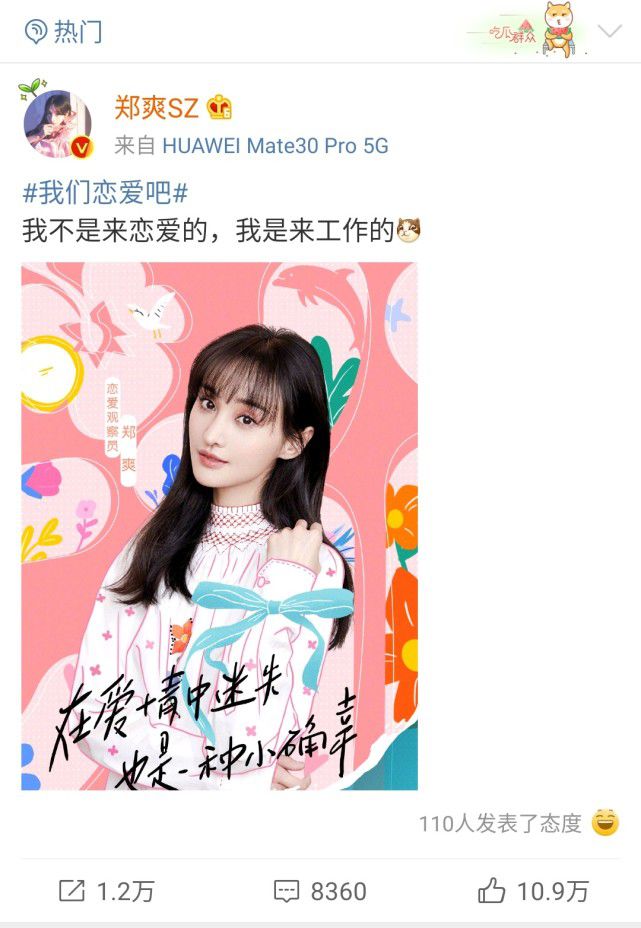 热门
吃瓜群众
郑爽SZ
来自 HUAWEI Mate30 Pro 5G
#我们恋爱吧#
我不是来恋爱的，我是来工作的
恋爱观察员
郑爽
在爱情中迷失
也是一种小确幸
110人发表了态度
1.2万
8360
10.9万